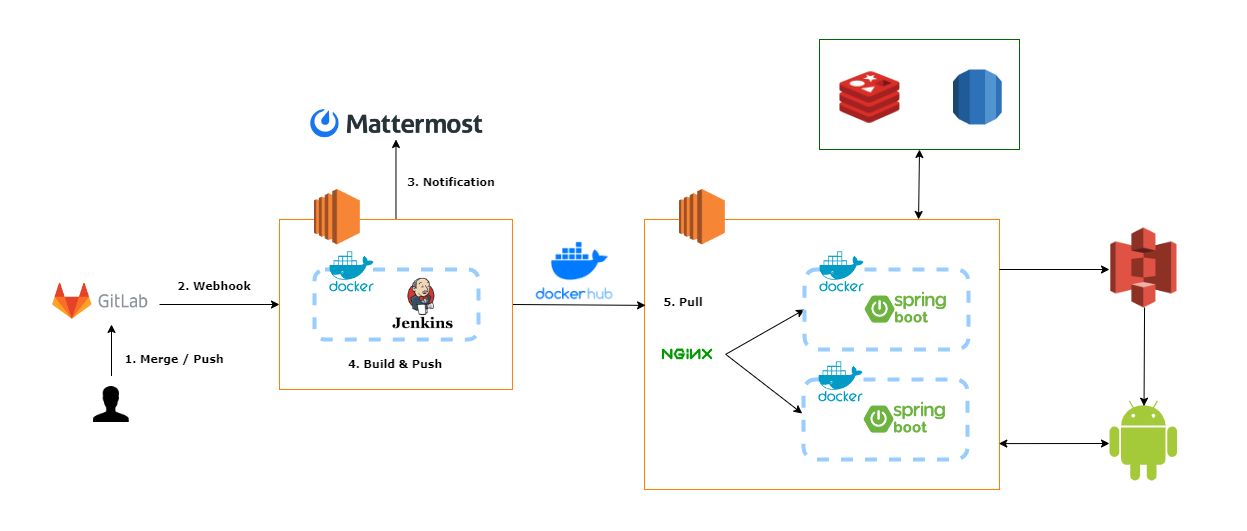 Mattermost
3. Notification
docker
Jenkins
4. Build & Push
2. Webhook
GitLab
1. Merge / Push
docker hub
5. Pull
NGINX
docker
spring
boot
docker
spring
boot